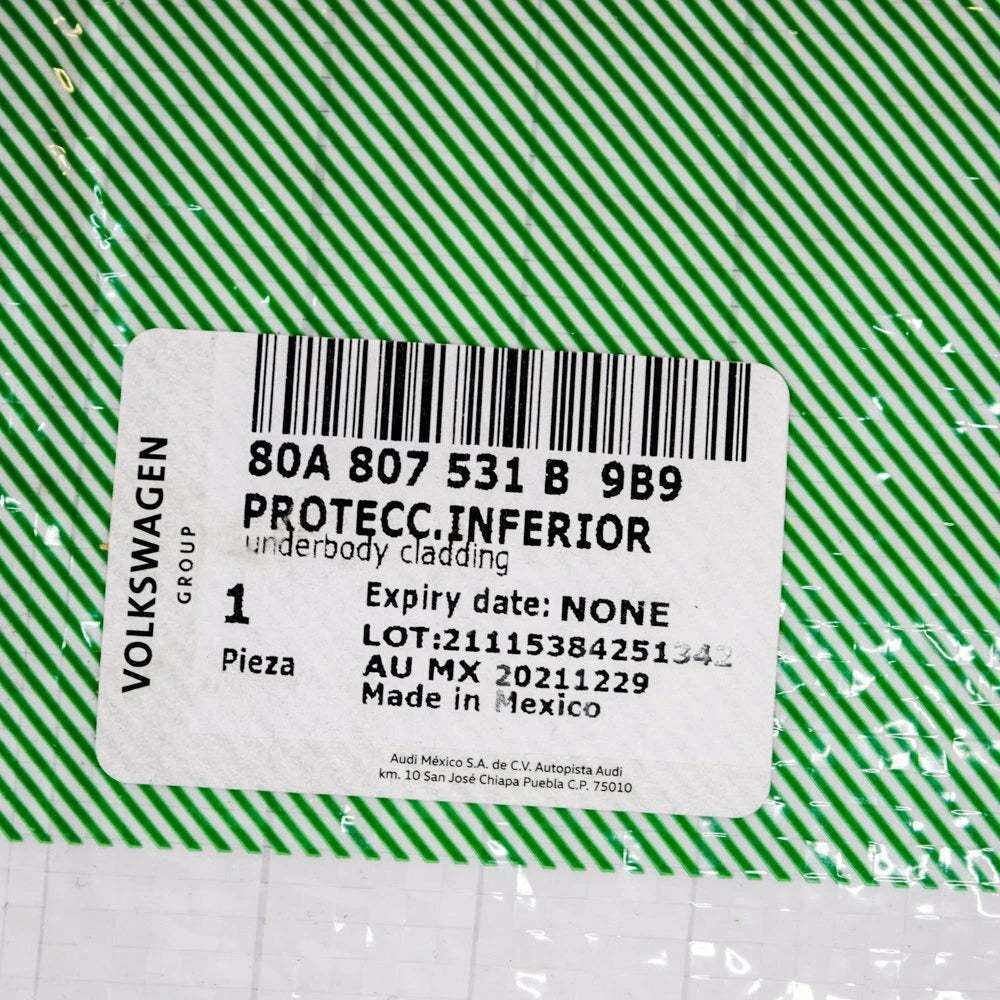 VOLKSWAGEN
GROUP
80A 807 531 B 9B9
PROTECC.INFERIOR
underbody cladding
1
Pieza
Expiry date: NONE
LOT:21115384251342
AU MX 20211229
Made in Mexico
Audi México S.A. de C.V. Autopista Audi
km. 10 San José Chiapa Puebla C.P. 75010